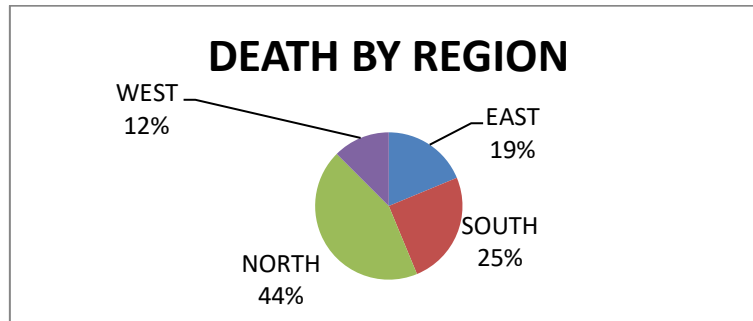 DEATH BY REGION
WEST
12%
EAST
19%
SOUTH
25%
NORTH
44%